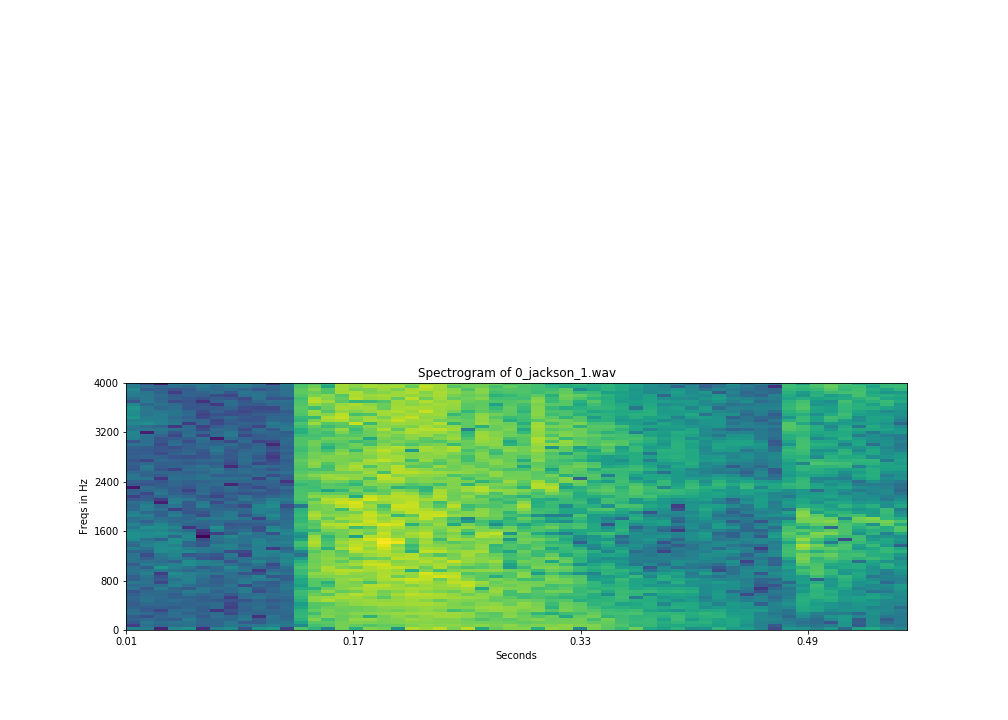 Spectrogram of 0_jackson_1.wav
4000
3200
2400
1600
800
0
Freqs in Hz
0.01 0.17 0.33 0.49
Seconds